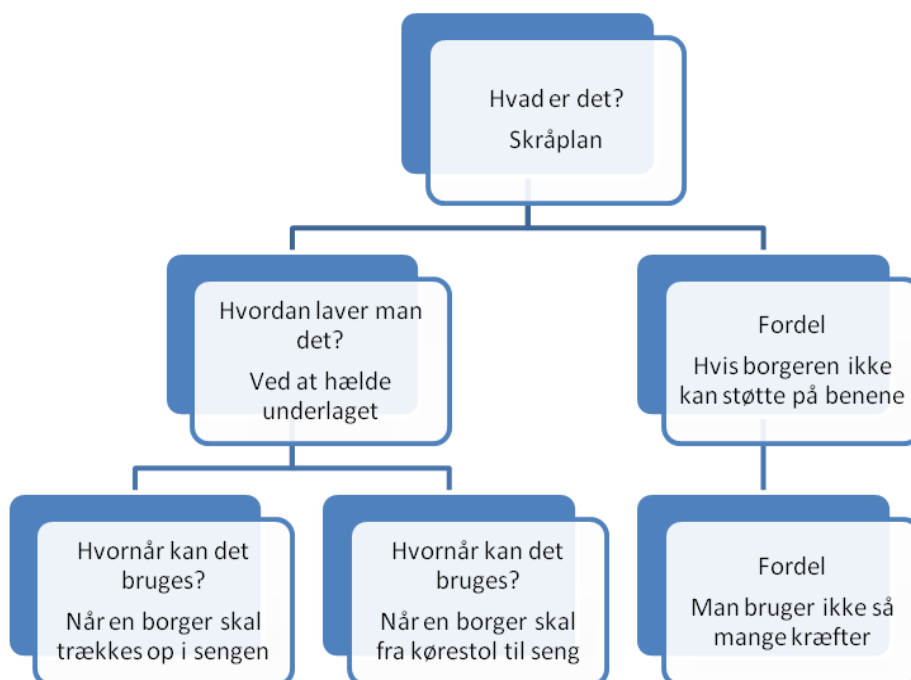 Hvad er det?
Skråplan
Hvordan laver man
det?
Ved at hælde
underlaget
Fordel
Hvis borgeren ikke
kan støtte på benene
Hvornår kan det
bruges?
Når en borger skal
trækkes op i sengen
Hvornår kan det
bruges?
Når en borger skal
fra kørestol til seng
Fordel
Man bruger ikke så
mange kræfter